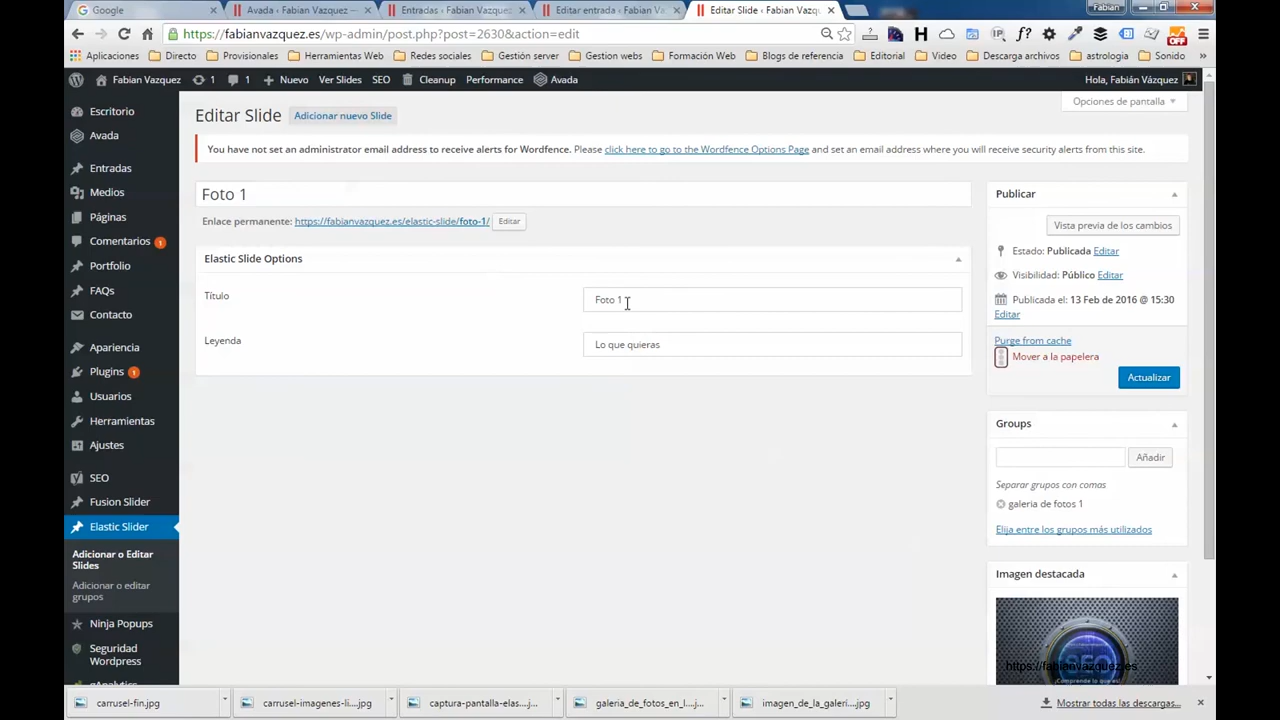 Google
Avada ‹ Fabian Vazquez —
Entradas ‹ Fabian Vazquez
Editar entrada ‹ Fabian V
Editar Slide ‹ Fabian Vazqu
Fabian
https://fabianvazquez.es/wp-admin/post.php?post=2630&action=edit
Aplicaciones
Directo
Provisionales
Herramientas Web
Redes sociales
Gestión server
Gestion webs
Formación Web
Blogs de referencia
Editorial
Video
Descarga archivos
astrologia
Sonido
Fabian Vazquez
1
1
Nuevo
Ver Slides
SEO
Cleanup
Performance
Avada
Hola, Fabián Vázquez
Escritorio
Avada
Entradas
Medios
Páginas
Comentarios 1
Portfolio
FAQs
Contacto
Apariencia
Plugins 1
Usuarios
Herramientas
Ajustes
SEO
Fusion Slider
Elastic Slider
Adicionar o Editar
Slides
Adicionar o editar
grupos
Ninja Popups
Seguridad
Wordpress
Editar Slide
Adicionar nuevo Slide
Opciones de pantalla
You have not set an administrator email address to receive alerts for Wordfence. Please click here to go to the Wordfence Options Page and set an email address where you will receive security alerts from this site.
Foto 1
Enlace permanente: https://fabianvazquez.es/elastic-slide/foto-1/ Editar
Elastic Slide Options
Título
Foto 1
Leyenda
Lo que quieras
Publicar
Vista previa de los cambios
Estado: Publicada Editar
Visibilidad: Público Editar
Publicada el: 13 Feb de 2016 @ 15:30
Editar
Purge from cache
Mover a la papelera
Actualizar
Groups
Añadir
Separar grupos con comas
galeria de fotos 1
Elija entre los grupos más utilizados
Imagen destacada
SEO
https://fabianvazquez.es
¡Comprende lo que es!
carrusel-fin.jpg
carrusel-imagenes-li....jpg
captura-pantalla-elas....j...
galeria_de_fotos_en_l....j...
imagen_de_la_galeri....jpg
Mostrar todas las descargas...